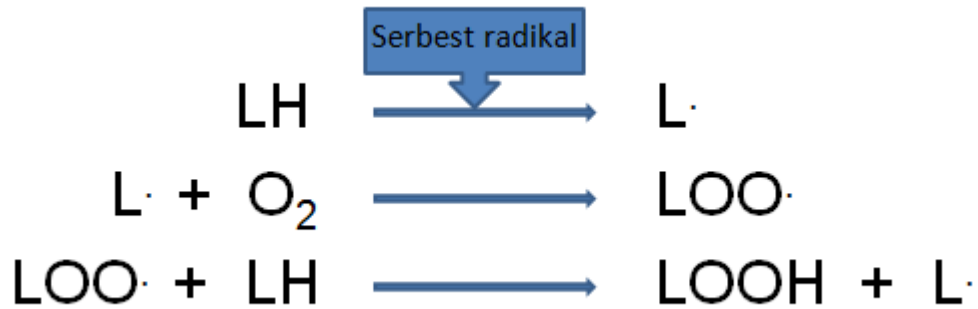 Serbest radikal
LH L·
L· + O₂ LOO·
LOO· + LH LOOH + L·